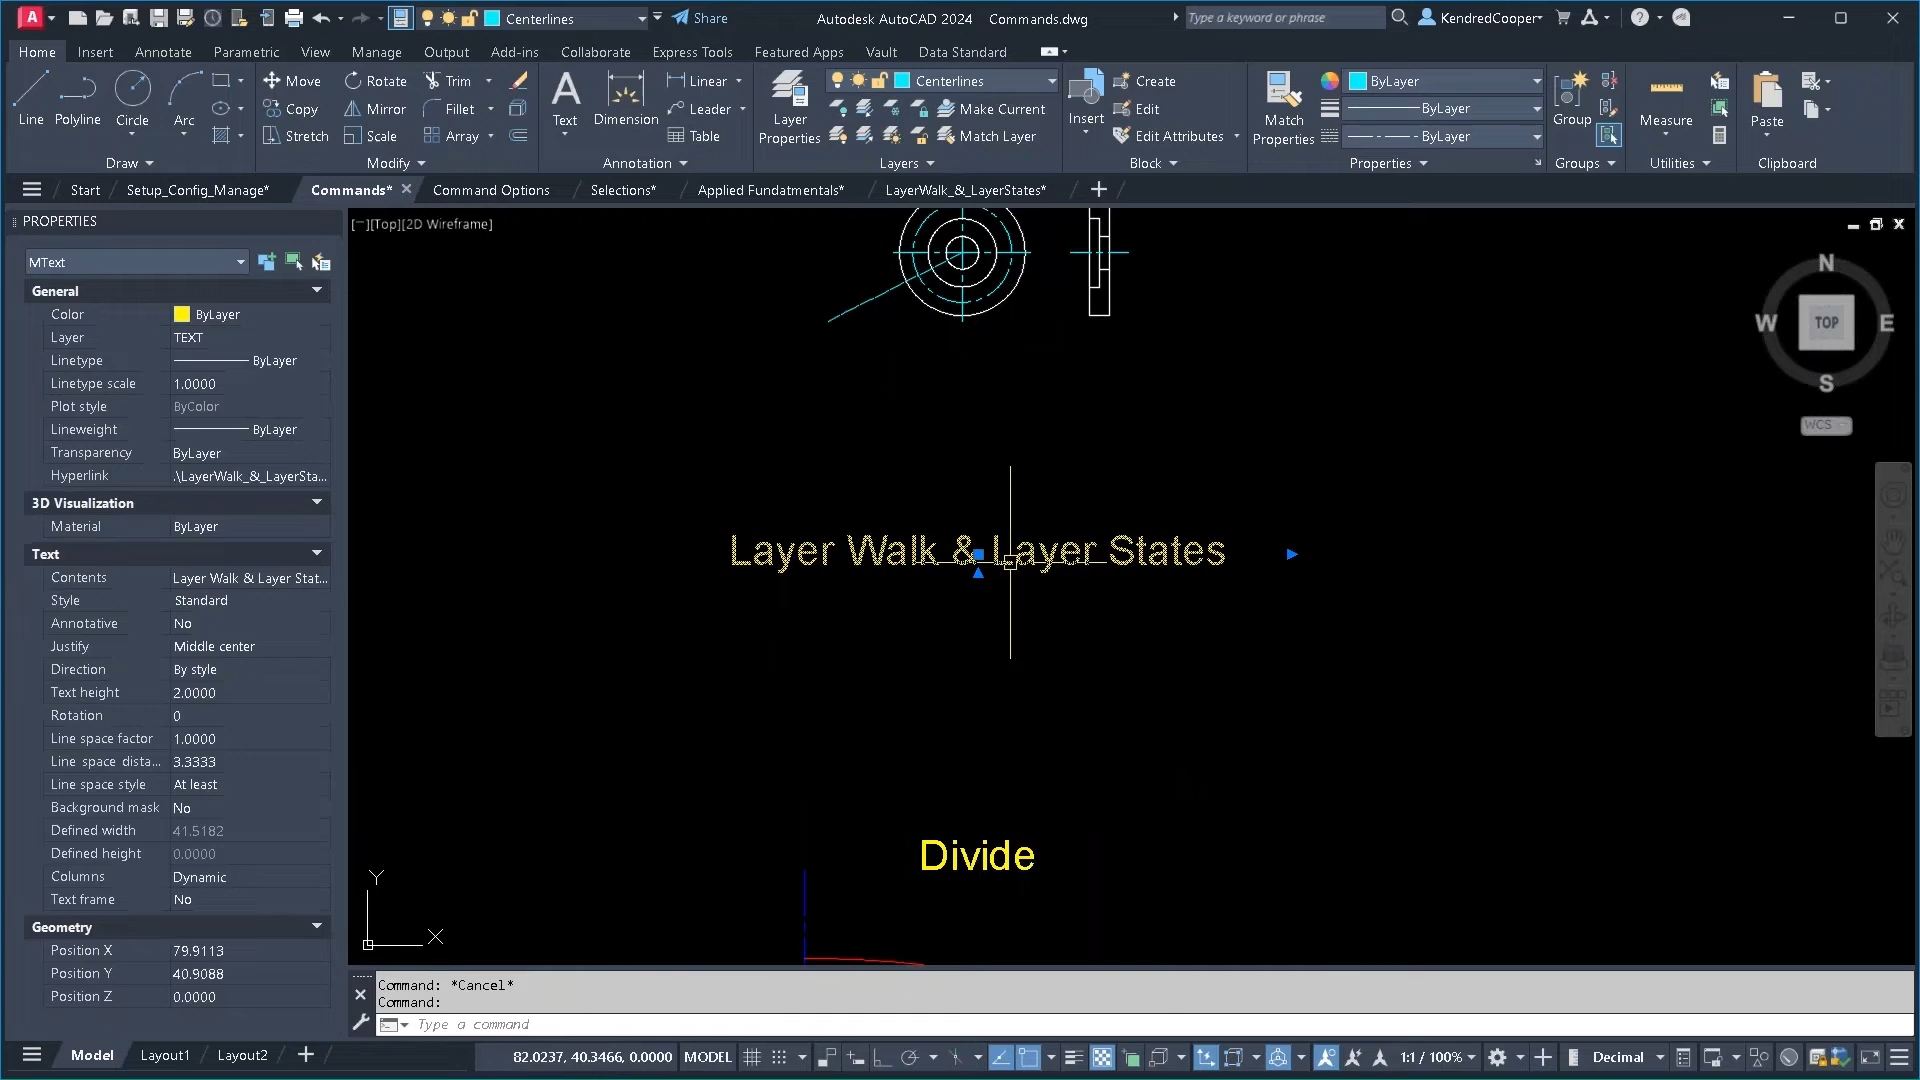 A Centerlines Share Autodesk AutoCAD 2024 Commands.dwg Type a keyword or phrase KendredCooper
Home Insert Annotate Parametric View Manage Output Add-ins Collaborate Express Tools Featured Apps Vault Data Standard
Line Polyline Circle Arc
Move Rotate Trim
Copy Mirror Fillet
Stretch Scale Array
A Text Dimension
Linear
Leader
Table
Layer Properties
Centerlines
Make Current
Match Layer
Insert
Create
Edit
Edit Attributes
Match Properties
ByLayer
ByLayer
ByLayer
Group Measure Paste
Draw Modify Annotation Layers Block Properties Groups Utilities Clipboard
Start Setup_Config_Manage* Commands* Command Options Selections* Applied Fundatmentals* LayerWalk_&_LayerStates*
PROPERTIES
MText
General
Color ByLayer
Layer TEXT
Linetype ByLayer
Linetype scale 1.0000
Plot style ByColor
Lineweight ByLayer
Transparency ByLayer
Hyperlink .\LayerWalk_&_LayerSta...
3D Visualization
Material ByLayer
Text
Contents Layer Walk & Layer Stat...
Style Standard
Annotative No
Justify Middle center
Direction By style
Text height 2.0000
Rotation 0
Line space factor 1.0000
Line space dista... 3.3333
Line space style At least
Background mask No
Defined width 41.5182
Defined height 0.0000
Columns Dynamic
Text frame No
Geometry
Position X 79.9113
Position Y 40.9088
Position Z 0.0000
[−][Top][2D Wireframe]
N
W TOP E
S
WCS
Layer Walk & Layer States
Divide
Y
X
Command: *Cancel*
Command:
Type a command
Model Layout1 Layout2 82.0237, 40.3466, 0.0000 MODEL 1:1 / 100% Decimal